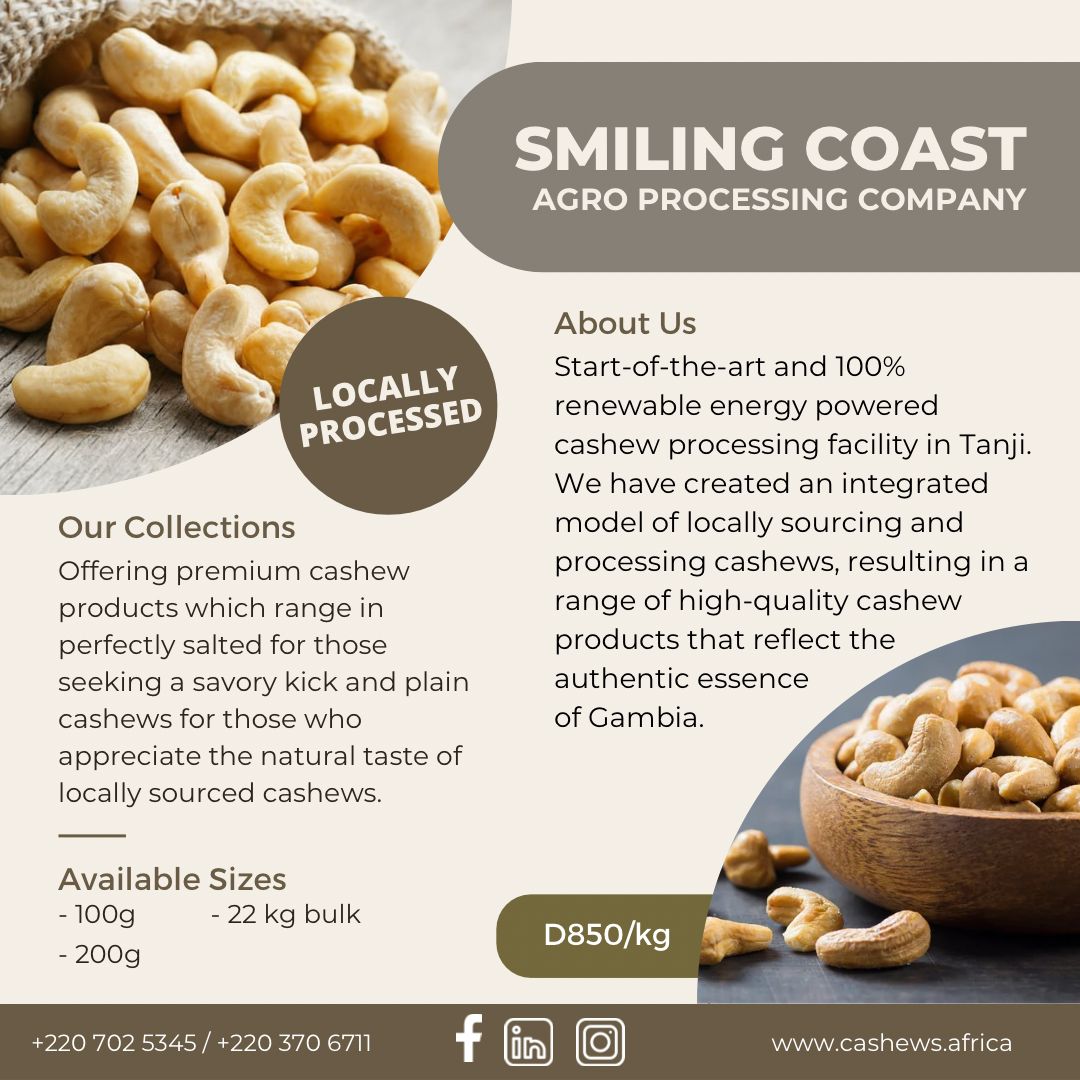 SMILING COAST
AGRO PROCESSING COMPANY
LOCALLY
PROCESSED
About Us
Start-of-the-art and 100%
renewable energy powered
cashew processing facility in Tanji.
We have created an integrated
model of locally sourcing and
processing cashews, resulting in a
range of high-quality cashew
products that reflect the
authentic essence
of Gambia.
Our Collections
Offering premium cashew
products which range in
perfectly salted for those
seeking a savory kick and plain
cashews for those who
appreciate the natural taste of
locally sourced cashews.
Available Sizes
- 100g - 22 kg bulk
- 200g
D850/kg
+220 702 5345 / +220 370 6711
www.cashews.africa